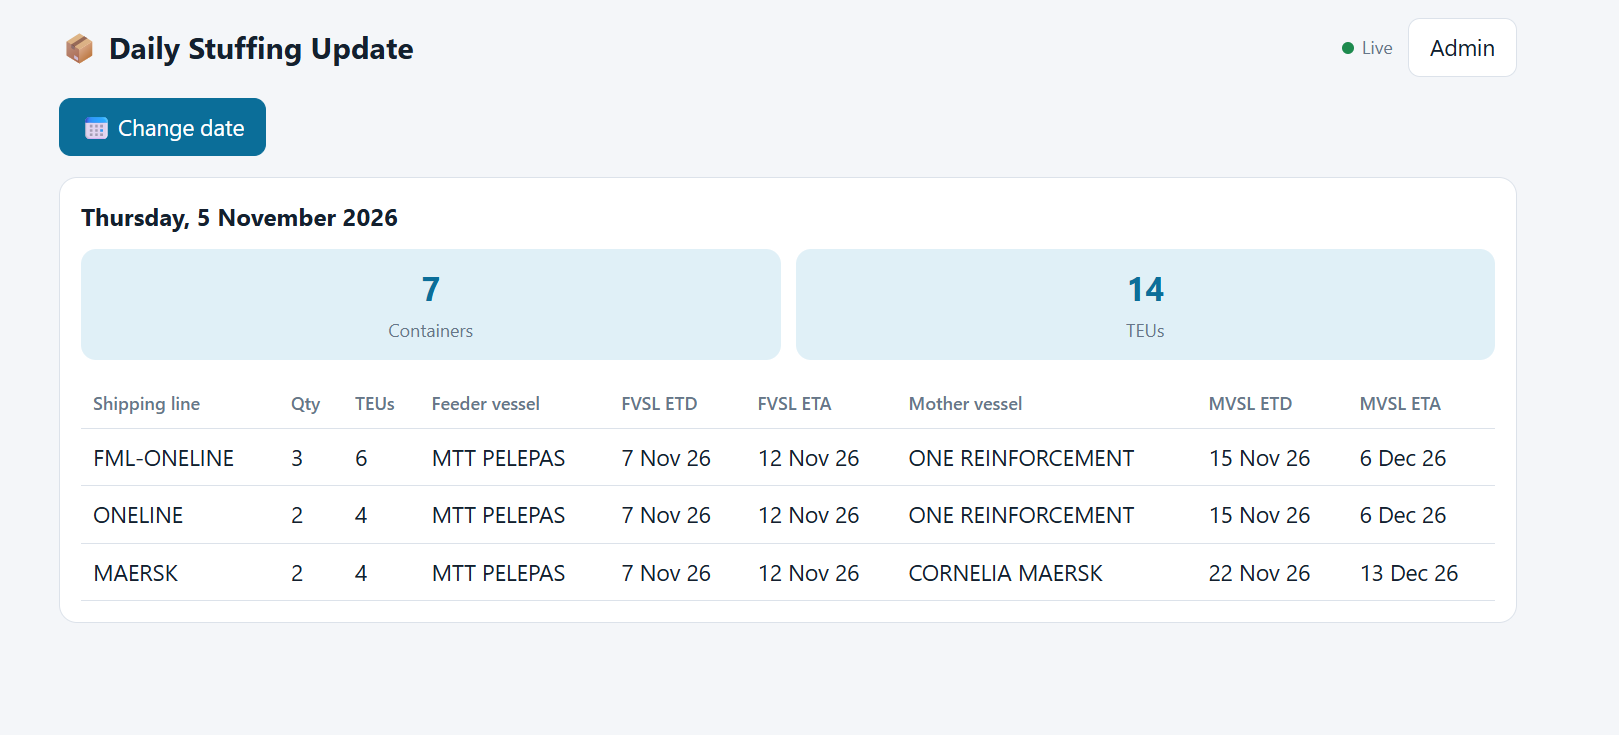 Daily Stuffing Update
Live
Admin
Change date
Thursday, 5 November 2026
7
Containers
14
TEUs
Shipping line Qty TEUs Feeder vessel FVSL ETD FVSL ETA Mother vessel MVSL ETD MVSL ETA
FML-ONELINE 3 6 MTT PELEPAS 7 Nov 26 12 Nov 26 ONE REINFORCEMENT 15 Nov 26 6 Dec 26
ONELINE 2 4 MTT PELEPAS 7 Nov 26 12 Nov 26 ONE REINFORCEMENT 15 Nov 26 6 Dec 26
MAERSK 2 4 MTT PELEPAS 7 Nov 26 12 Nov 26 CORNELIA MAERSK 22 Nov 26 13 Dec 26